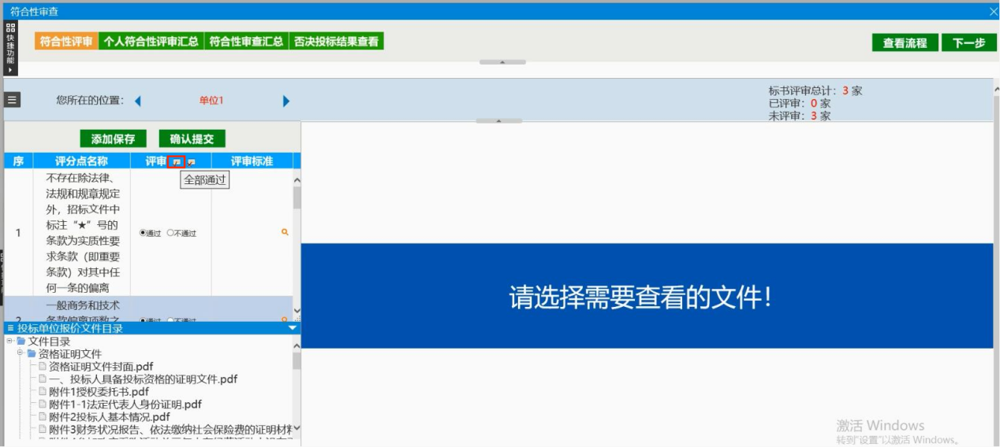 符合性审查
快捷功能
符合性评审 个人符合性评审汇总 符合性审查汇总 否决投标结果查看
查看流程 下一步
您所在的位置： 单位1
标书评审总计：3 家
已评审：0 家
未评审：3 家
添加保存 确认提交
序 评分点名称 评审 评审标准
全部通过
1
不存在除法律、
法规和规章规定
外，招标文件中
标注“★”号的
条款为实质性要
求条款（即重要
条款）对其中任
何一条的偏离
通过 不通过
2
一般商务和技术
条款偏离项数之
通过 不通过
投标单位报价文件目录
文件目录
资格证明文件
资格证明文件封面.pdf
一、投标人具备投标资格的证明文件.pdf
附件1授权委托书.pdf
附件1-1法定代表人身份证明.pdf
附件2投标人基本情况.pdf
附件3财务状况报告、依法缴纳社会保险费的证明材料
请选择需要查看的文件!
激活 Windows
转到"设置"以激活 Windows。